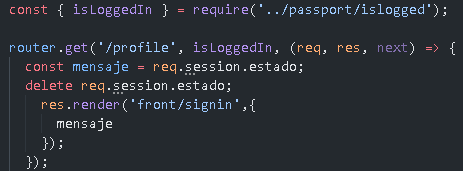 const { isLoggedIn } = require('../passport/islogged');
router.get('/profile', isLoggedIn, (req, res, next) => {
const mensaje = req.session.estado;
delete req.session.estado;
res.render('front/signin',{
mensaje
});
});